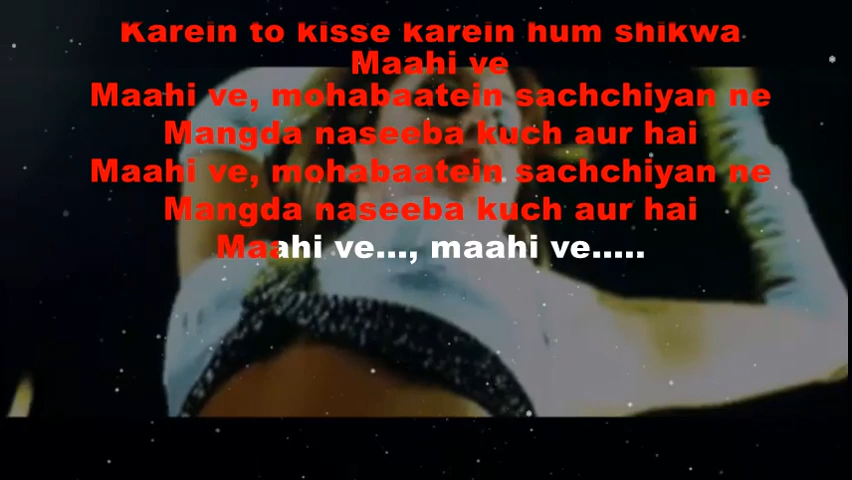 Karein to kisse karein hum shikwa
Maahi ve
Maahi ve, mohabaatein sachchiyan ne
Mangda naseeba kuch aur hai
Maahi ve, mohabaatein sachchiyan ne
Mangda naseeba kuch aur hai
Maaahi ve..., maahi ve.....